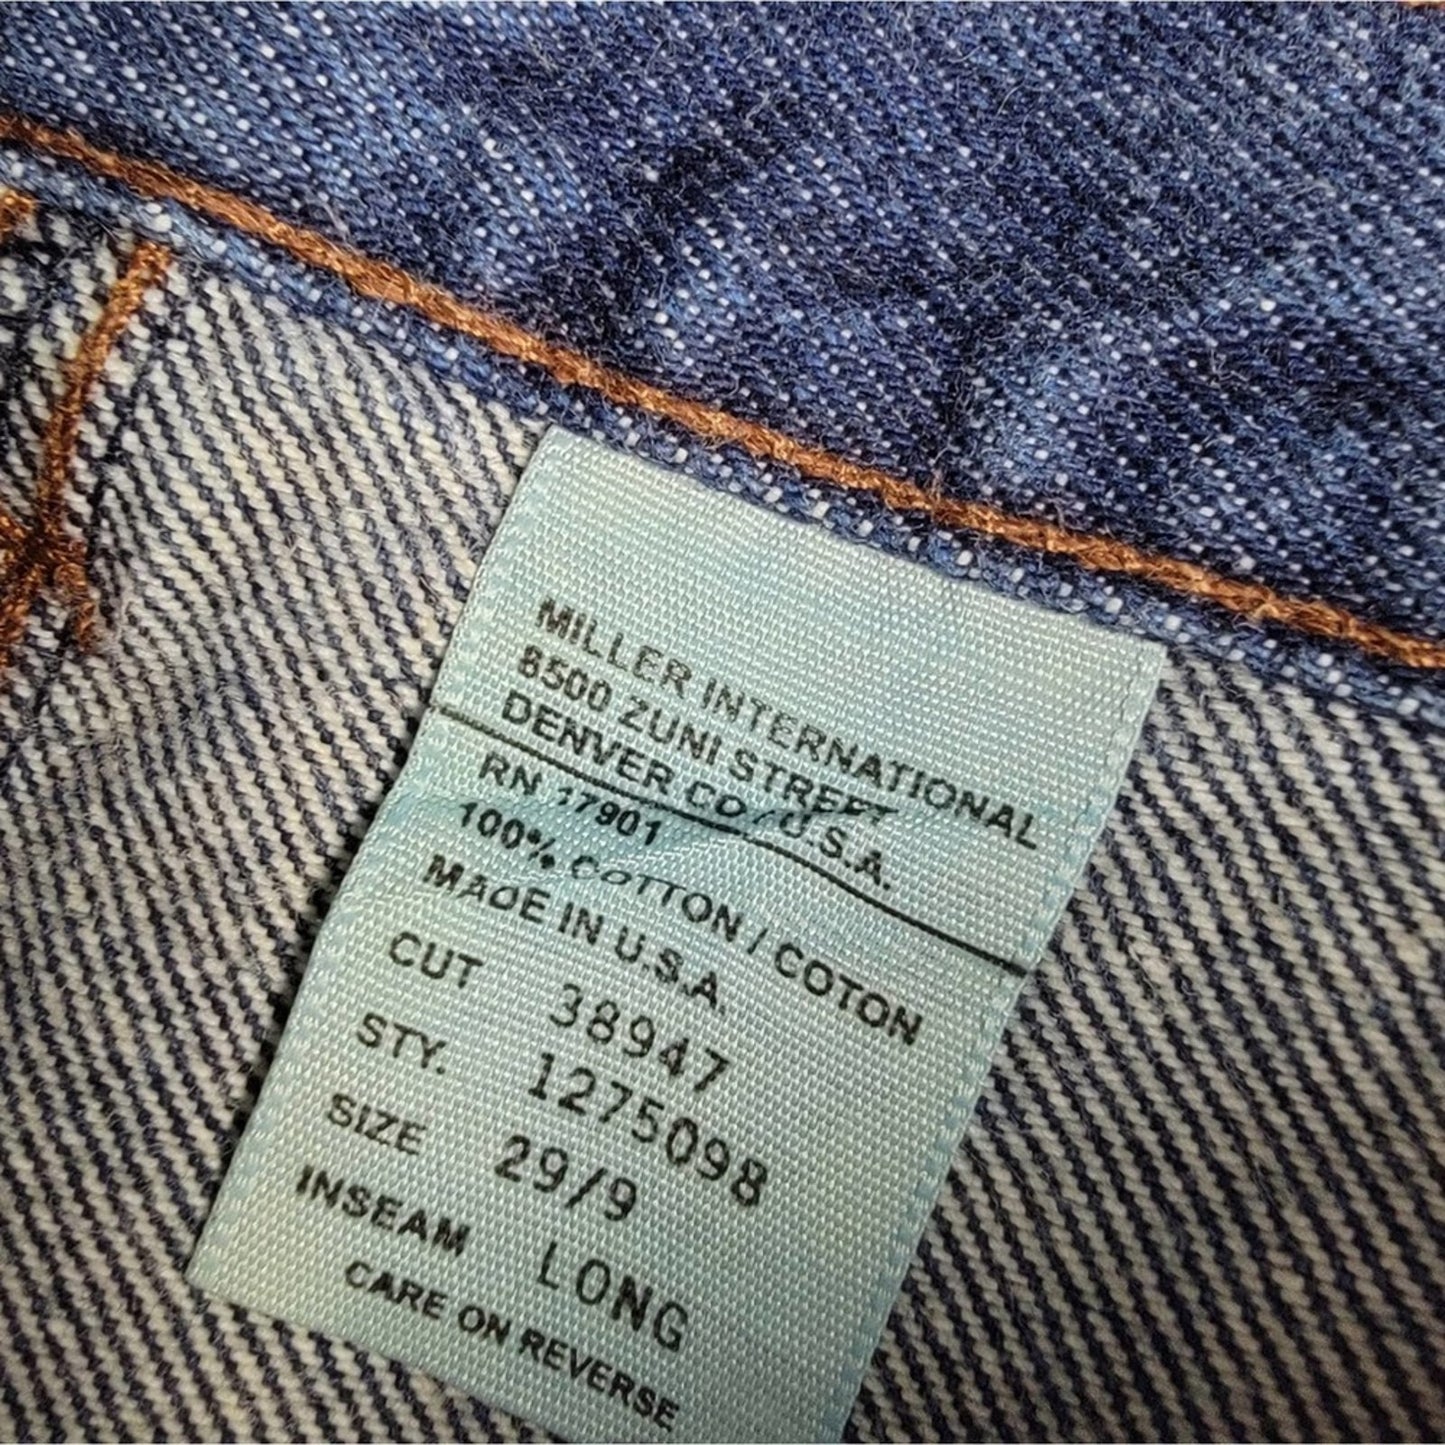 MILLER INTERNATIONAL
8500 ZUNI STREET
DENVER CO / U.S.A.
RN 17901
100% COTTON / COTON
MADE IN U.S.A.
CUT 38947
STY. 1275098
SIZE 29/9
INSEAM LONG
CARE ON REVERSE